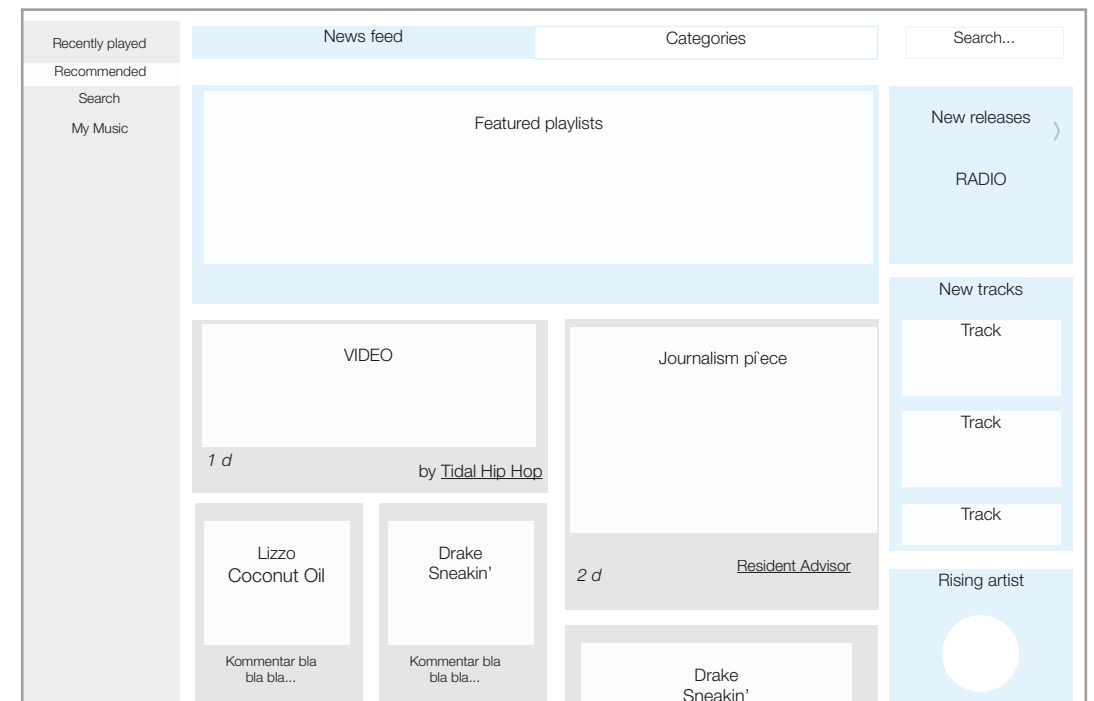 Recently played
Recommended
Search
My Music
News feed
Categories
Search...
Featured playlists
New releases
RADIO
New tracks
Track
Track
Track
Rising artist
VIDEO
1 d
by Tidal Hip Hop
Journalism pi`ece
2 d
Resident Advisor
Lizzo
Coconut Oil
Kommentar bla
bla bla...
Drake
Sneakin’
Kommentar bla
bla bla...
Drake
Sneakin’